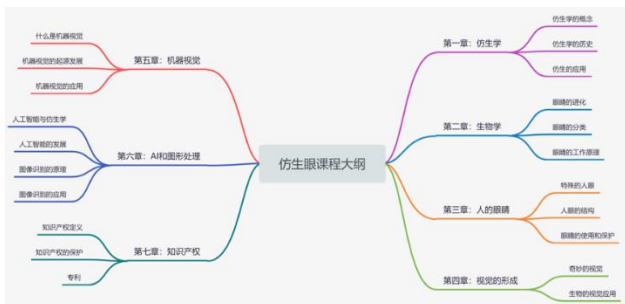 仿生眼课程大纲
第一章：仿生学
仿生学的概念
仿生学的历史
仿生的应用
第二章：生物学
眼睛的进化
眼睛的分类
眼睛的工作原理
第三章：人的眼睛
特殊的人眼
人眼的结构
眼睛的使用和保护
第四章：视觉的形成
奇妙的视觉
生物的视觉应用
第五章：机器视觉
什么是机器视觉
机器视觉的起源发展
机器视觉的应用
第六章：AI和图形处理
人工智能与仿生学
人工智能的发展
图像识别的原理
图像识别的应用
第七章：知识产权
知识产权定义
知识产权的保护
专利